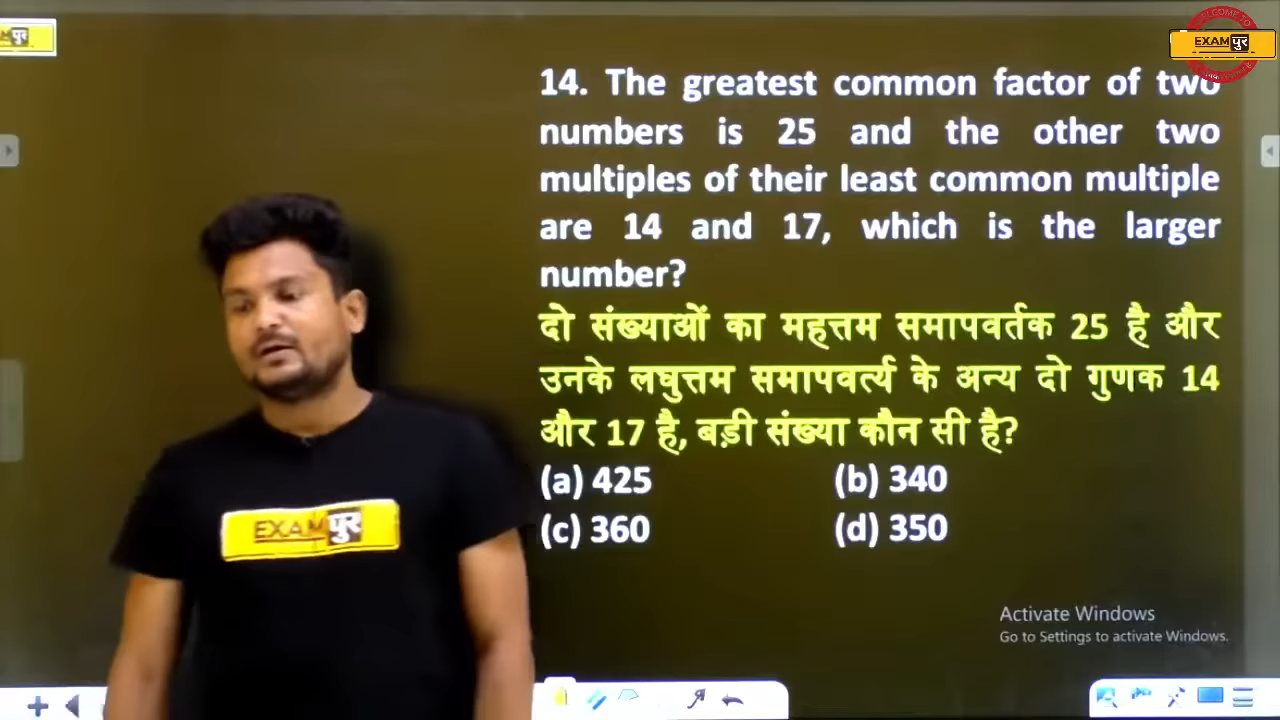 मपुर
WELCOME TO
EXAMपुर
14. The greatest common factor of two
numbers is 25 and the other two
multiples of their least common multiple
are 14 and 17, which is the larger
number?
दो संख्याओं का महत्तम समापवर्तक 25 है और
उनके लघुत्तम समापवर्त्य के अन्य दो गुणक 14
और 17 है, बड़ी संख्या कौन सी है?
(a) 425 (b) 340
(c) 360 (d) 350
EXAMपुर
Activate Windows
Go to Settings to activate Windows.